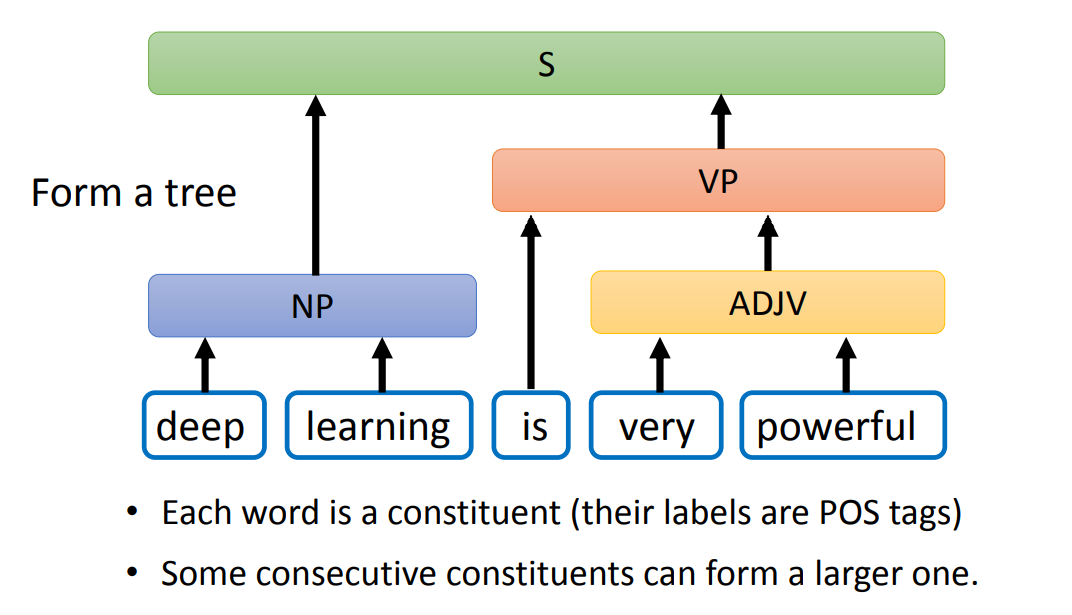 S
VP
Form a tree
NP
ADJV
deep learning is very powerful
• Each word is a constituent (their labels are POS tags)
• Some consecutive constituents can form a larger one.